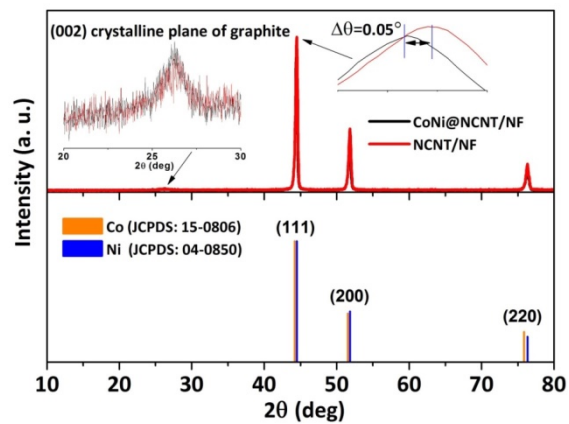 (002) crystalline plane of graphite
Δθ=0.05°
20 25 30
2θ (deg)
CoNi@NCNT/NF
NCNT/NF
Intensity (a. u.)
Co (JCPDS: 15-0806)
Ni (JCPDS: 04-0850)
(111)
(200)
(220)
10 20 30 40 50 60 70 80
2θ (deg)